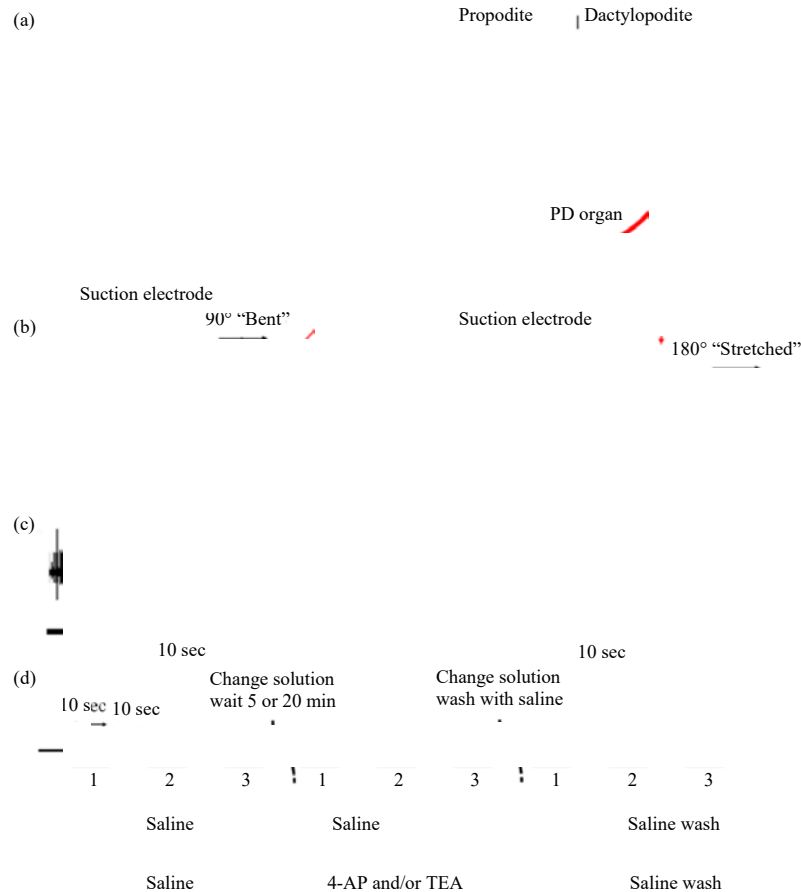 (a)
Propodite
Dactylopodite
PD organ
Suction electrode
(b)
90° “Bent”
Suction electrode
180° “Stretched”
(c)
10 sec
10 sec
(d)
Change solution
wait 5 or 20 min
Change solution
wash with saline
10 sec
10 sec
1 2 3 1 2 3 1 2 3
Saline Saline Saline wash
Saline 4-AP and/or TEA Saline wash